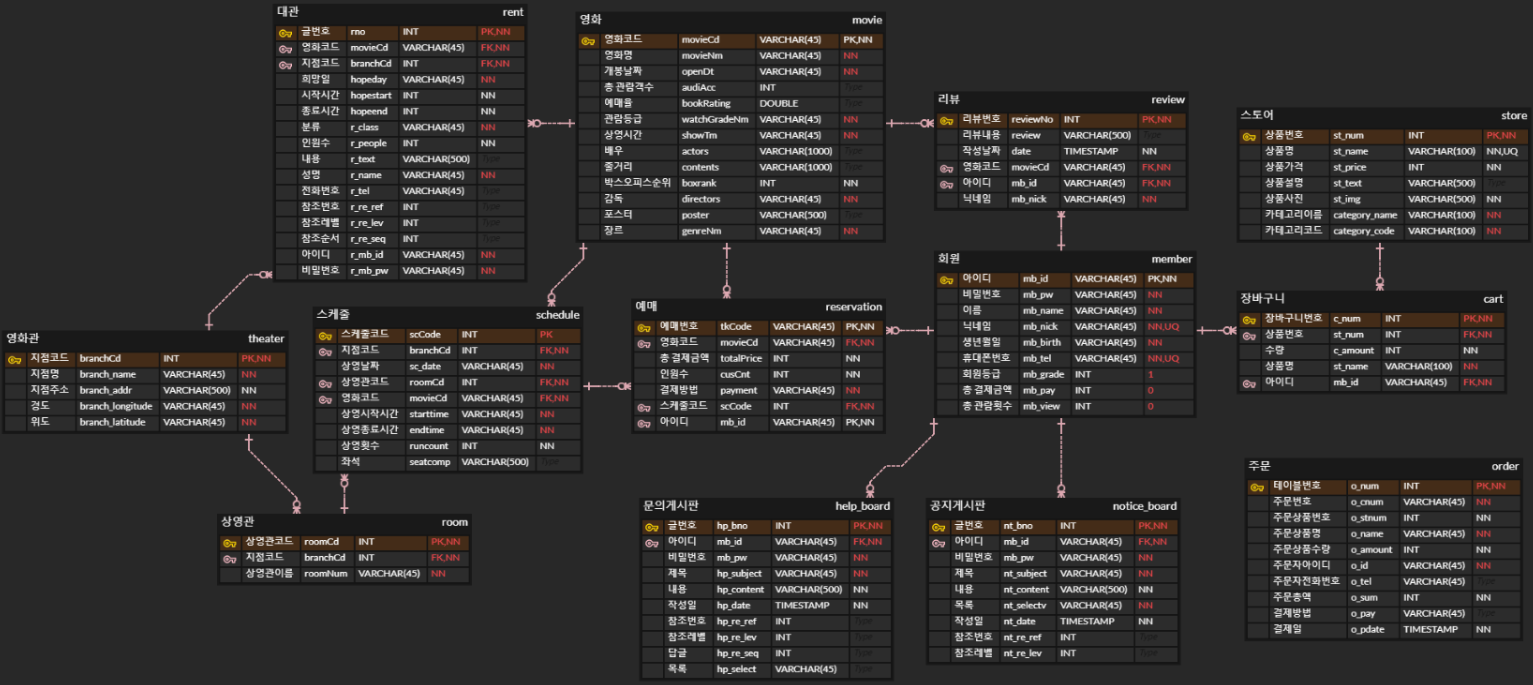 대관 rent
글번호 rno INT PK,NN
영화코드 movieCd VARCHAR(45) FK,NN
지점코드 branchCd INT FK,NN
희망일 hopeday VARCHAR(45) NN
시작시간 hopestart INT NN
종료시간 hopeend INT NN
분류 r_class VARCHAR(45) NN
인원수 r_people INT NN
내용 r_text VARCHAR(500) Type
성명 r_name VARCHAR(45) NN
전화번호 r_tel VARCHAR(45) Type
참조번호 r_re_ref INT Type
참조레벨 r_re_lev INT Type
참조순서 r_re_seq INT Type
아이디 r_mb_id VARCHAR(45) NN
비밀번호 r_mb_pw VARCHAR(45) NN
영화 movie
영화코드 movieCd VARCHAR(45) PK,NN
영화명 movieNm VARCHAR(45) NN
개봉날짜 openDt VARCHAR(45) NN
총 관람객수 audiAcc INT Type
예매율 bookRating DOUBLE Type
관람등급 watchGradeNm VARCHAR(45) NN
상영시간 showTm VARCHAR(45) NN
배우 actors VARCHAR(1000) Type
줄거리 contents VARCHAR(1000) Type
박스오피스순위 boxrank INT NN
감독 directors VARCHAR(45) NN
포스터 poster VARCHAR(500) Type
장르 genreNm VARCHAR(45) NN
리뷰 review
리뷰번호 reviewNo INT PK,NN
리뷰내용 review VARCHAR(500) Type
작성날짜 date TIMESTAMP NN
영화코드 movieCd VARCHAR(45) FK,NN
아이디 mb_id VARCHAR(45) FK,NN
닉네임 mb_nick VARCHAR(45) NN
스토어 store
상품번호 st_num INT PK,NN
상품명 st_name VARCHAR(100) NN,UQ
상품가격 st_price INT NN
상품설명 st_text VARCHAR(500) Type
상품사진 st_img VARCHAR(500) NN
카테고리이름 category_name VARCHAR(100) NN
카테고리코드 category_code VARCHAR(100) NN
영화관 theater
지점코드 branchCd INT PK,NN
지점명 branch_name VARCHAR(45) NN
지점주소 branch_addr VARCHAR(500) NN
경도 branch_longitude VARCHAR(45) NN
위도 branch_latitude VARCHAR(45) NN
스케줄 schedule
스케줄코드 scCode INT PK
지점코드 branchCd INT FK,NN
상영날짜 sc_date VARCHAR(45) NN
상영관코드 roomCd INT FK,NN
영화코드 movieCd VARCHAR(45) FK,NN
상영시작시간 starttime VARCHAR(45) NN
상영종료시간 endtime VARCHAR(45) NN
상영횟수 runcount INT NN
좌석 seatcomp VARCHAR(500) Type
예매 reservation
예매번호 tkCode VARCHAR(45) PK,NN
영화코드 movieCd VARCHAR(45) FK,NN
총 결제금액 totalPrice INT NN
인원수 cusCnt INT NN
결제방법 payment VARCHAR(45) NN
스케줄코드 scCode INT FK,NN
아이디 mb_id VARCHAR(45) PK,NN
회원 member
아이디 mb_id VARCHAR(45) PK,NN
비밀번호 mb_pw VARCHAR(45) NN
이름 mb_name VARCHAR(45) NN
닉네임 mb_nick VARCHAR(45) NN,UQ
생년월일 mb_birth VARCHAR(45) NN
휴대폰번호 mb_tel VARCHAR(45) NN,UQ
회원등급 mb_grade INT 1
총 결제금액 mb_pay INT 0
총 관람횟수 mb_view INT 0
장바구니 cart
장바구니번호 c_num INT PK,NN
상품번호 st_num INT FK,NN
수량 c_amount INT NN
상품명 st_name VARCHAR(100) NN
아이디 mb_id VARCHAR(45) FK,NN
상영관 room
상영관코드 roomCd INT PK,NN
지점코드 branchCd INT FK,NN
상영관이름 roomNum VARCHAR(45) NN
문의게시판 help_board
글번호 hp_bno INT PK,NN
아이디 mb_id VARCHAR(45) FK,NN
비밀번호 mb_pw VARCHAR(45) NN
제목 hp_subject VARCHAR(45) NN
내용 hp_content VARCHAR(500) NN
작성일 hp_date TIMESTAMP NN
참조번호 hp_re_ref INT Type
참조레벨 hp_re_lev INT Type
답글 hp_re_seq INT Type
목록 hp_select VARCHAR(45) Type
공지게시판 notice_board
글번호 nt_bno INT PK,NN
아이디 mb_id VARCHAR(45) FK,NN
비밀번호 mb_pw VARCHAR(45) NN
제목 nt_subject VARCHAR(45) NN
내용 nt_content VARCHAR(500) NN
목록 nt_selectv VARCHAR(45) NN
작성일 nt_date TIMESTAMP NN
참조번호 nt_re_ref INT Type
참조레벨 nt_re_lev INT Type
주문 order
테이블번호 o_num INT PK,NN
주문번호 o_cnum VARCHAR(45) NN
주문상품번호 o_stnum INT NN
주문상품명 o_name VARCHAR(45) NN
주문상품수량 o_amount INT NN
주문자아이디 o_id VARCHAR(45) NN
주문자전화번호 o_tel VARCHAR(45) Type
주문총액 o_sum INT NN
결제방법 o_pay VARCHAR(45) Type
결제일 o_pdate TIMESTAMP NN